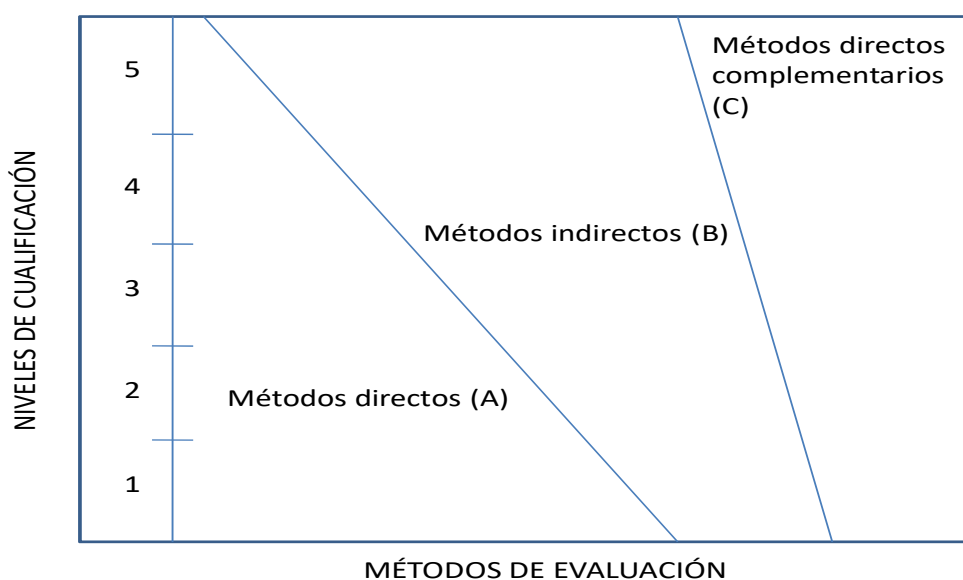 NIVELES DE CUALIFICACIÓN
5
4
3
2
1
Métodos directos
complementarios
(C)
Métodos indirectos (B)
Métodos directos (A)
MÉTODOS DE EVALUACIÓN